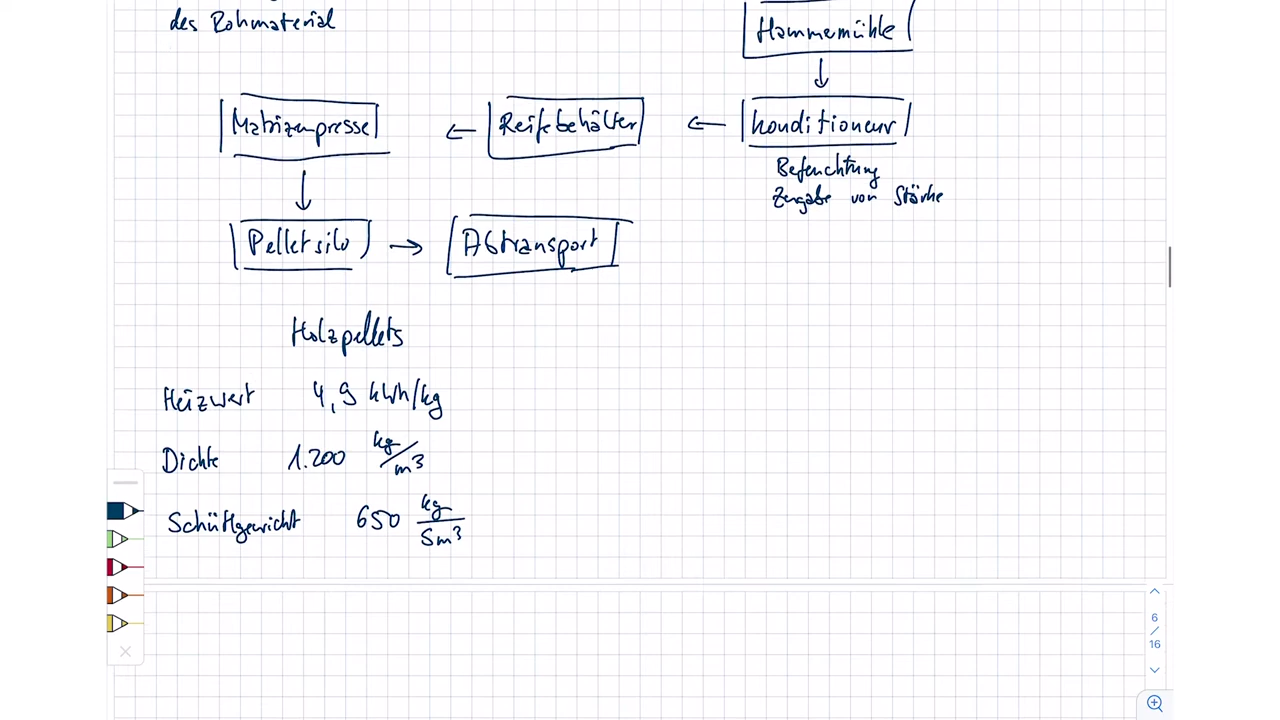 des Rohmaterial
Hammermühle
Matrizenpresse ← Reifebehälter ← Konditioneur
Befeuchtung
Zugabe von Stärke
Pelletsilo → Abtransport
Holzpellets
Heizwert 4,9 kWh/kg
Dichte 1.200 kg/m³
Schüttgewicht 650 kg/Sm³
6
/
16